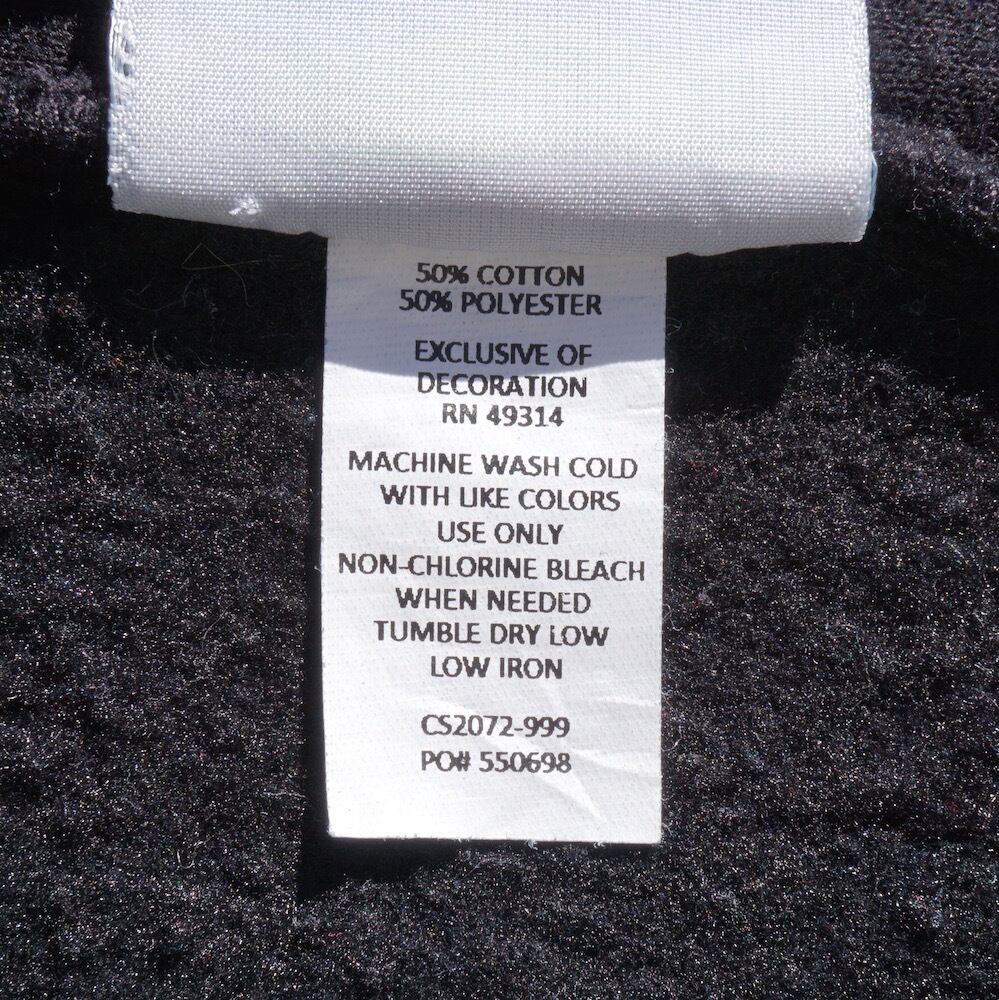 50% COTTON
50% POLYESTER
EXCLUSIVE OF
DECORATION
RN 49314
MACHINE WASH COLD
WITH LIKE COLORS
USE ONLY
NON-CHLORINE BLEACH
WHEN NEEDED
TUMBLE DRY LOW
LOW IRON
CS2072-999
PO# 550698